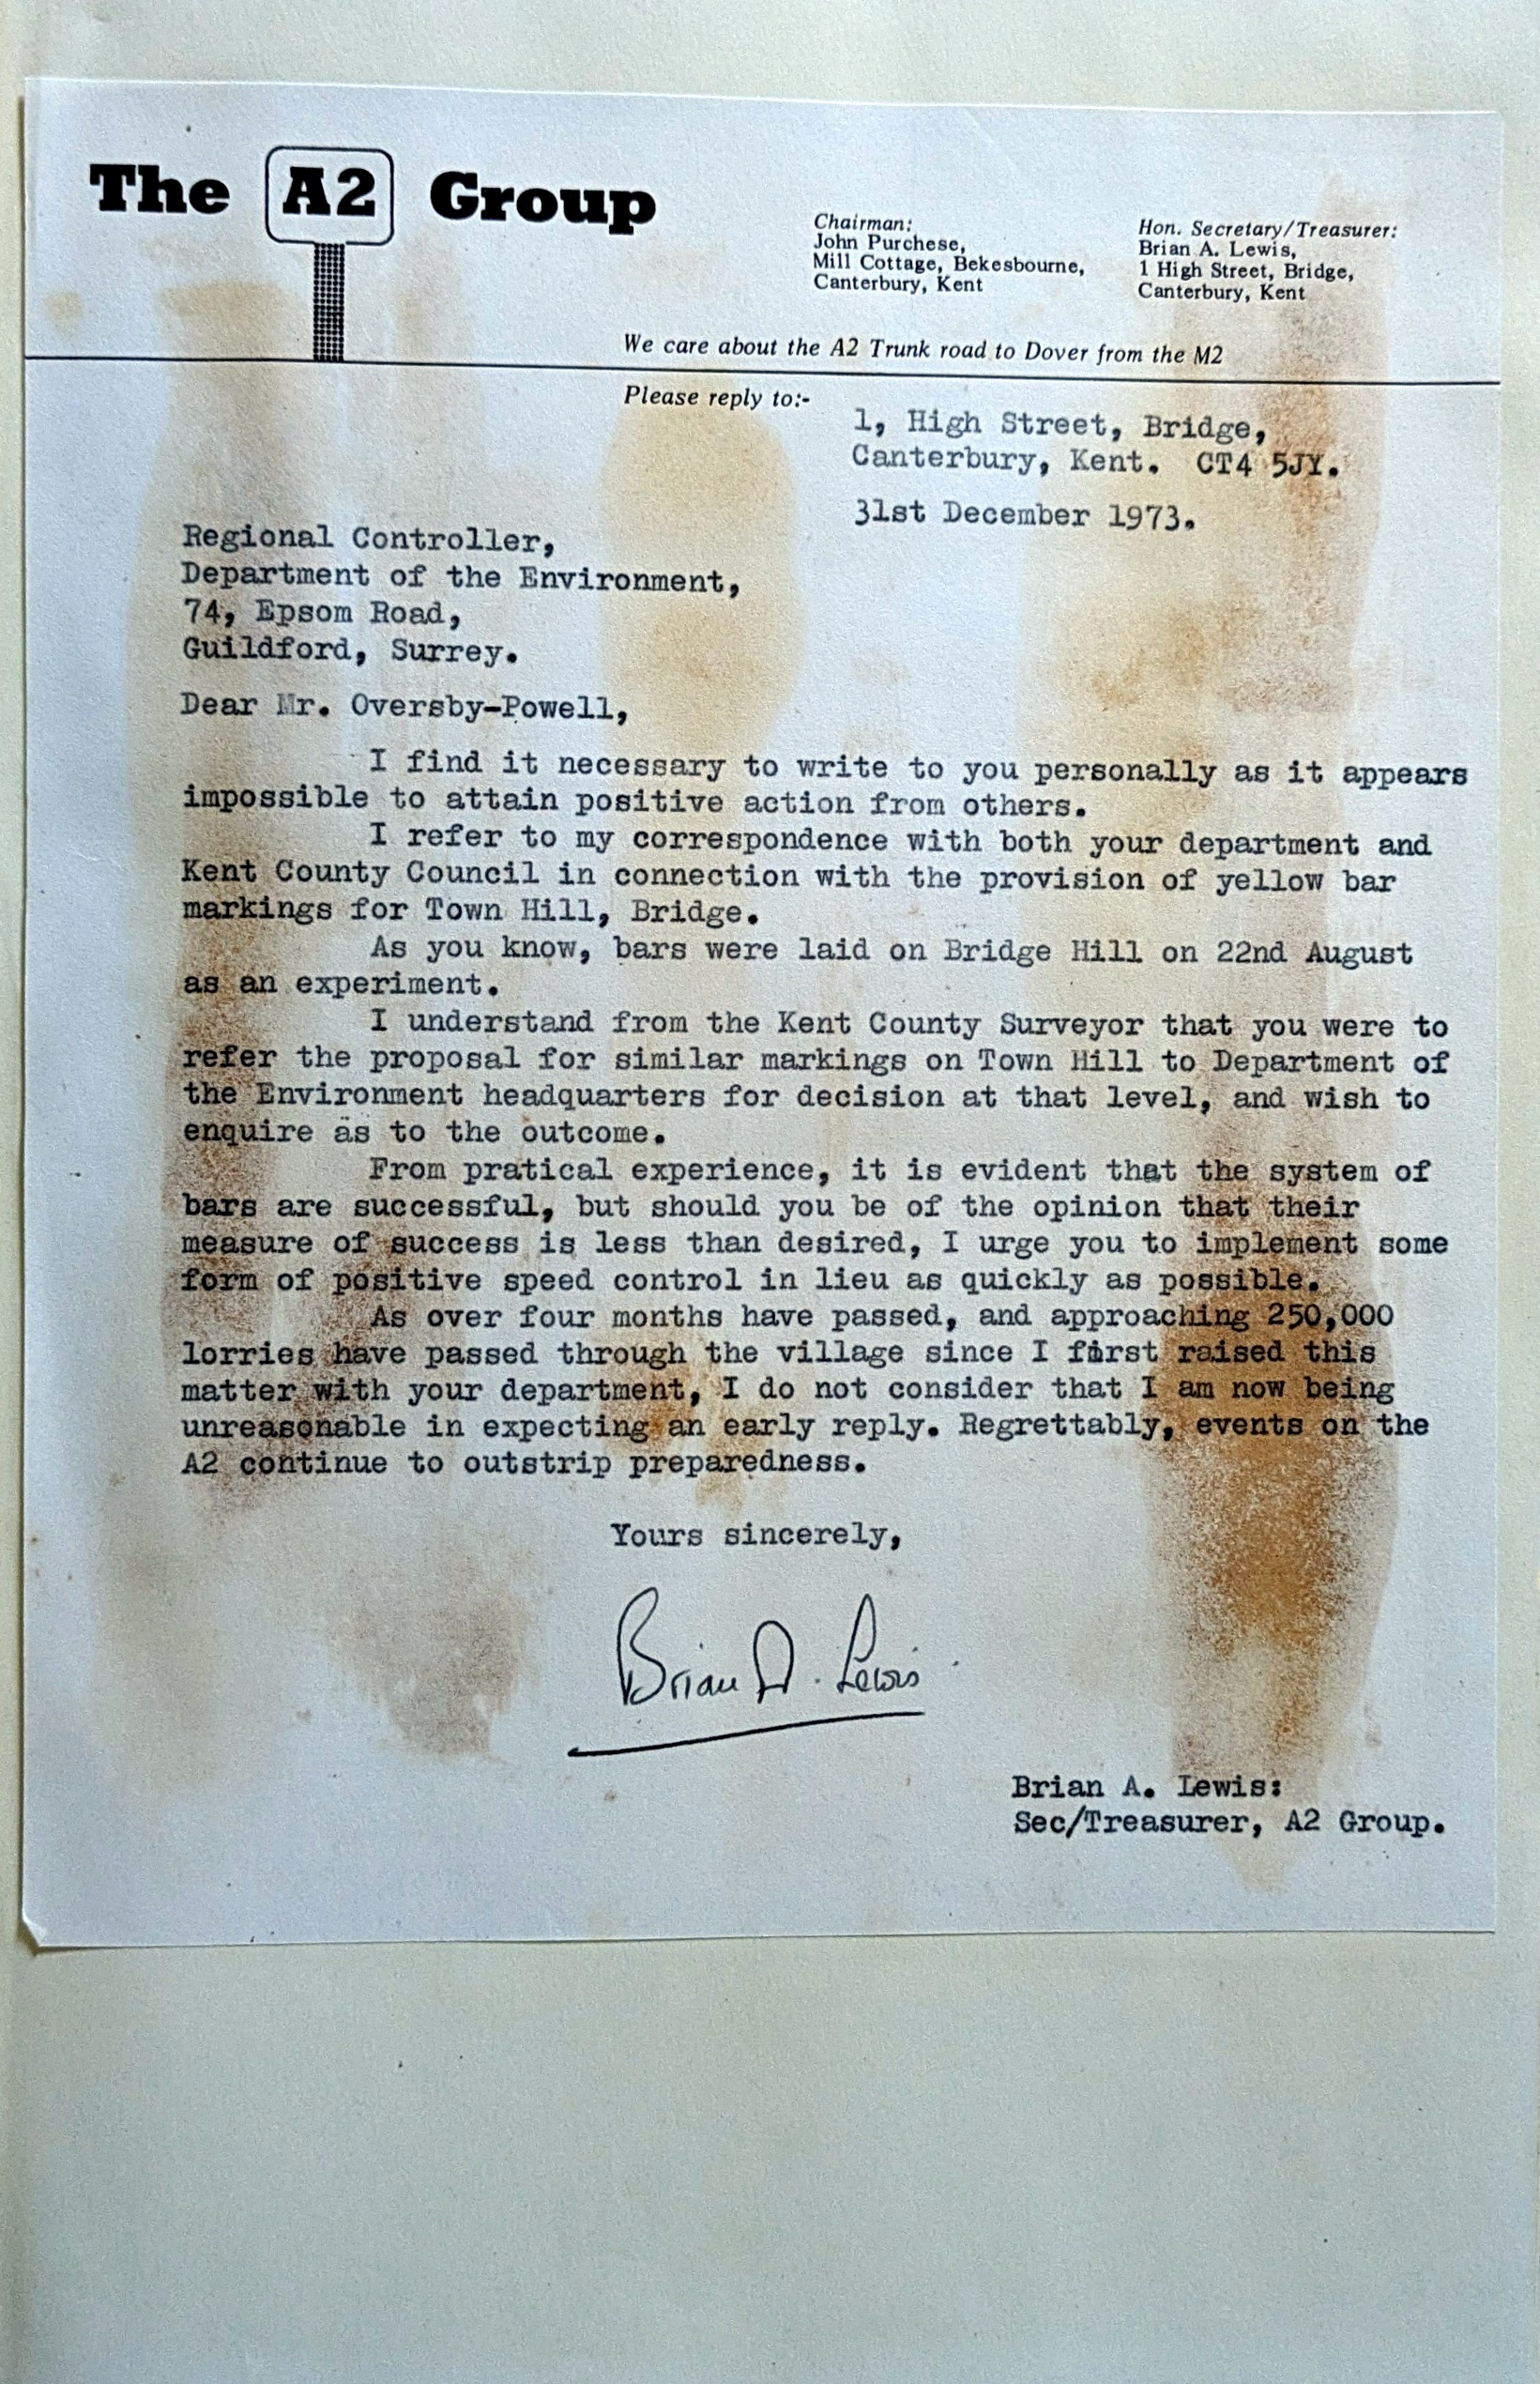 The A2 Group
Chairman:
John Purchese,
Mill Cottage, Bekesbourne,
Canterbury, Kent
Hon. Secretary/Treasurer:
Brian A. Lewis,
1 High Street, Bridge,
Canterbury, Kent
We care about the A2 Trunk road to Dover from the M2
Please reply to:-
1, High Street, Bridge,
Canterbury, Kent. CT4 5JY.
31st December 1973.
Regional Controller,
Department of the Environment,
74, Epsom Road,
Guildford, Surrey.
Dear Mr. Oversby-Powell,
I find it necessary to write to you personally as it appears
impossible to attain positive action from others.
I refer to my correspondence with both your department and
Kent County Council in connection with the provision of yellow bar
markings for Town Hill, Bridge.
As you know, bars were laid on Bridge Hill on 22nd August
as an experiment.
I understand from the Kent County Surveyor that you were to
refer the proposal for similar markings on Town Hill to Department of
the Environment headquarters for decision at that level, and wish to
enquire as to the outcome.
From pratical experience, it is evident that the system of
bars are successful, but should you be of the opinion that their
measure of success is less than desired, I urge you to implement some
form of positive speed control in lieu as quickly as possible.
As over four months have passed, and approaching 250,000
lorries have passed through the village since I first raised this
matter with your department, I do not consider that I am now being
unreasonable in expecting an early reply. Regrettably, events on the
A2 continue to outstrip preparedness.
Yours sincerely,
Brian A. Lewis
Brian A. Lewis:
Sec/Treasurer, A2 Group.